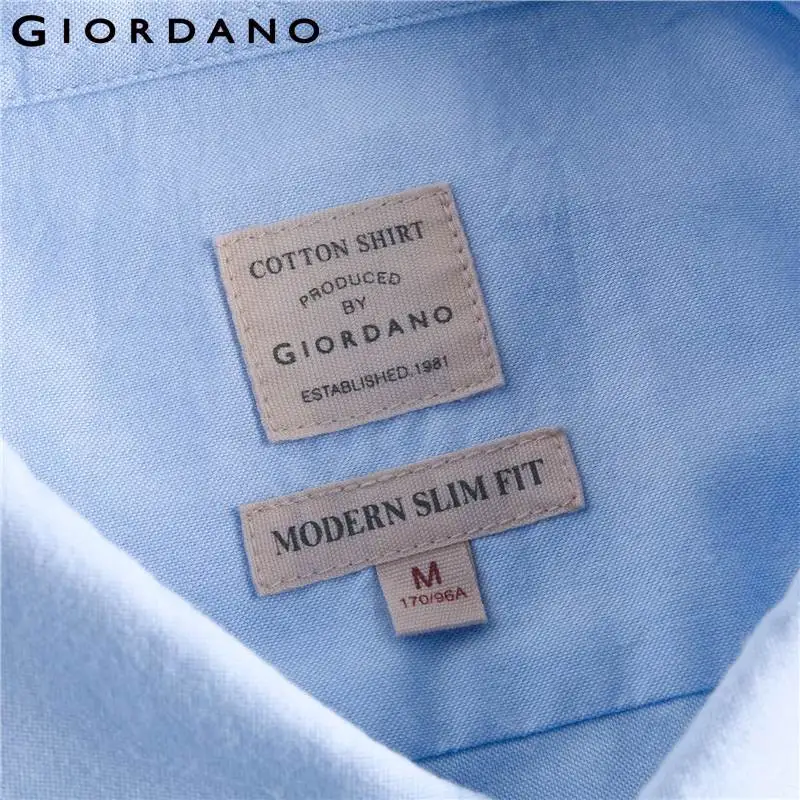 GIORDANO
COTTON SHIRT
PRODUCED
BY
GIORDANO
ESTABLISHED.1981
MODERN SLIM FIT
M
170/96A